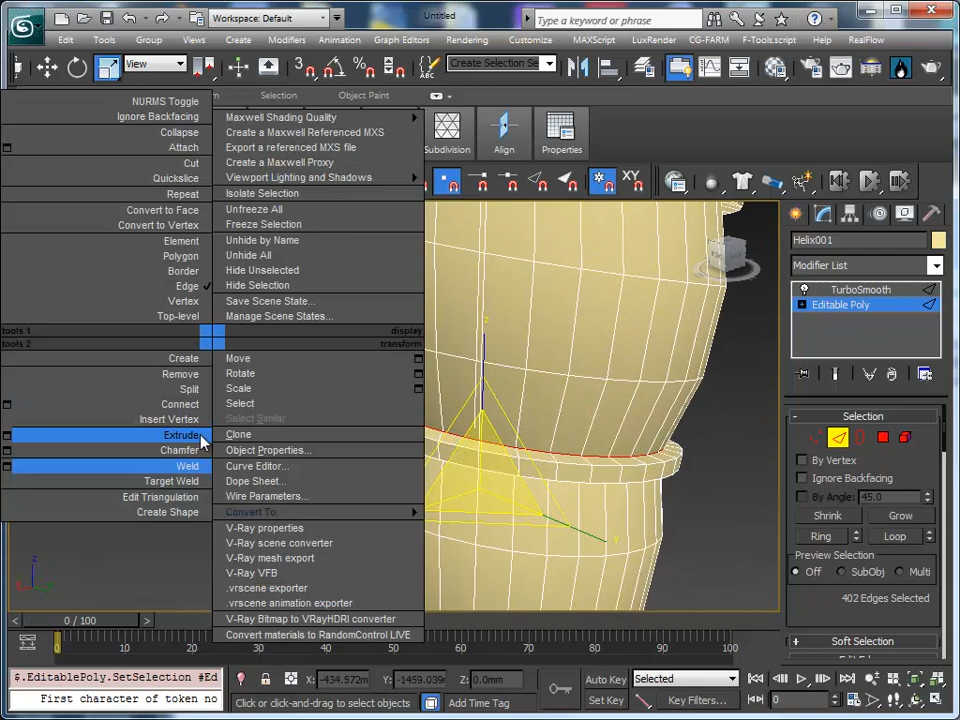 Workspace: Default
Untitled
Type a keyword or phrase
Edit Tools Group Views Create Modifiers Animation Graph Editors Rendering Customize MAXScript LuxRender CG-FARM F-Tools.script Help RealFlow
View
3
Create Selection Se
Selection
Object Paint
Subdivision
Align
Properties
XY
NURMS Toggle
Ignore Backfacing
Collapse
Attach
Cut
Quickslice
Repeat
Convert to Face
Convert to Vertex
Element
Polygon
Border
Edge
Vertex
Top-level
tools 1
tools 2
Create
Remove
Split
Connect
Insert Vertex
Extrude
Chamfer
Weld
Target Weld
Edit Triangulation
Create Shape
Maxwell Shading Quality
Create a Maxwell Referenced MXS
Export a referenced MXS file
Create a Maxwell Proxy
Viewport Lighting and Shadows
Isolate Selection
Unfreeze All
Freeze Selection
Unhide by Name
Unhide All
Hide Unselected
Hide Selection
Save Scene State...
Manage Scene States...
display
transform
Move
Rotate
Scale
Select
Select Similar
Clone
Object Properties...
Curve Editor...
Dope Sheet...
Wire Parameters...
Convert To:
V-Ray properties
V-Ray scene converter
V-Ray mesh export
V-Ray VFB
.vrscene exporter
.vrscene animation exporter
V-Ray Bitmap to VRayHDRI converter
Convert materials to RandomControl LIVE
z
Helix001
Modifier List
TurboSmooth
Editable Poly
Selection
By Vertex
Ignore Backfacing
By Angle: 45.0
Shrink
Grow
Ring
Loop
Preview Selection
Off SubObj Multi
402 Edges Selected
Soft Selection
z
0 / 100
0 10 20 30 40 50 60 70 80 90 100
$.EditablePoly.SetSelection #Ed
First character of token no
X: -434.572m Y: -1459.039 Z: 0.0mm
Click or click-and-drag to select objects
Add Time Tag
Auto Key
Selected
Set Key
Key Filters...
0